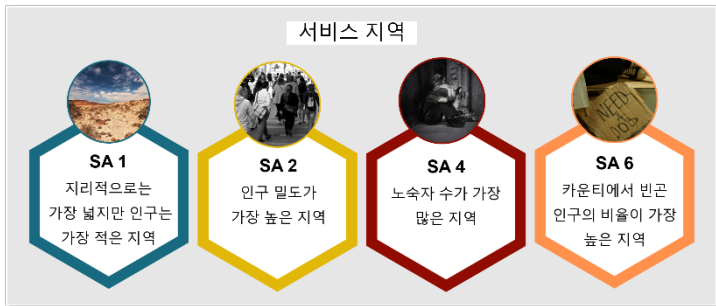 서비스 지역
SA 1
지리적으로는
가장 넓지만 인구는
가장 적은 지역
SA 2
인구 밀도가
가장 높은 지역
SA 4
노숙자 수가 가장
많은 지역
NEED
A
JOB
SA 6
카운티에서 빈곤
인구의 비율이 가장
높은 지역